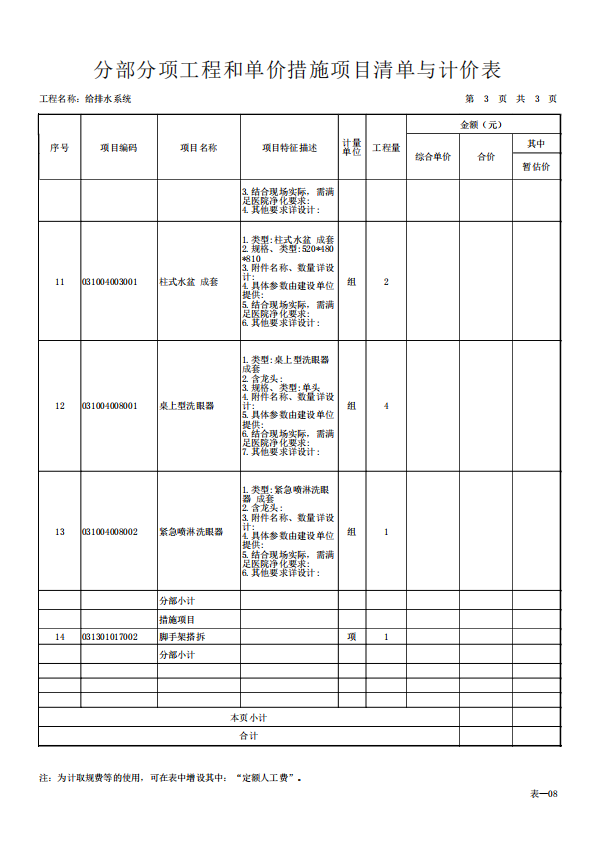 分部分项工程和单价措施项目清单与计价表
工程名称：给排水系统
第 3 页 共 3 页
序号
项目编码
项目名称
项目特征描述
计量
单位
工程量
金额（元）
综合单价
合价
其中
暂估价
3.结合现场实际，需满
足医院净化要求;
4.其他要求详设计;
11
031004003001
柱式水盆 成套
1.类型:柱式水盆 成套
2.规格、类型:520*480
*810
3.附件名称、数量详设
计;
4.具体参数由建设单位
提供;
5.结合现场实际，需满
足医院净化要求;
6.其他要求详设计;
组
2
12
031004008001
桌上型洗眼器
1.类型:桌上型洗眼器
成套
2.含龙头;
3.规格、类型:单头
4.附件名称、数量详设
计;
5.具体参数由建设单位
提供;
6.结合现场实际，需满
足医院净化要求;
7.其他要求详设计;
组
4
13
031004008002
紧急喷淋洗眼器
1.类型:紧急喷淋洗眼
器 成套
2.含龙头;
3.附件名称、数量详设
计;
4.具体参数由建设单位
提供;
5.结合现场实际，需满
足医院净化要求;
6.其他要求详设计;
组
1
分部小计
措施项目
14
031301017002
脚手架搭拆
项
1
分部小计
本页小计
合计
注：为计取规费等的使用，可在表中增设其中：“定额人工费”。
表—08